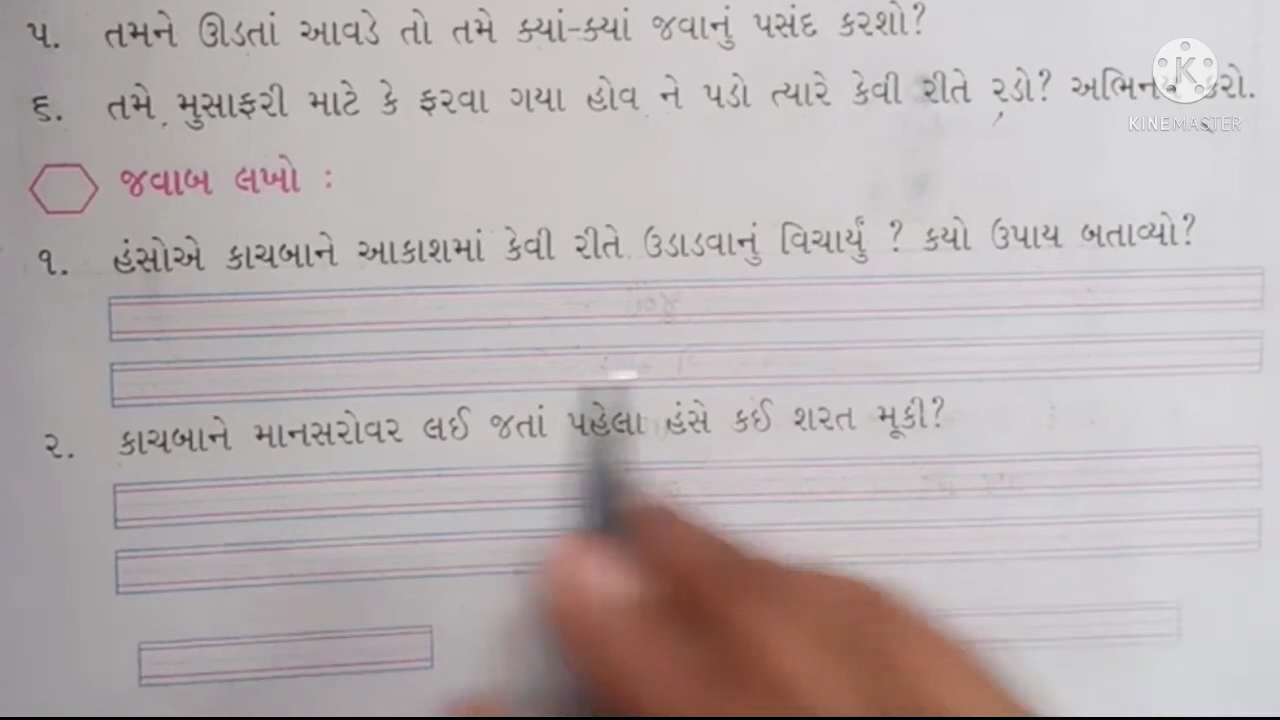 ૫. તમને ઊડતાં આવડે તો તમે ક્યાં-ક્યાં જવાનું પસંદ કરશો?
૬. તમે મુસાફરી માટે કે ફરવા ગયા હોવ ને પડો ત્યારે કેવી રીતે રડો? અભિનય કરો.
K
KINEMASTER
જવાબ લખો :
૧. હંસોએ કાચબાને આકાશમાં કેવી રીતે ઉડાડવાનું વિચાર્યું ? કયો ઉપાય બતાવ્યો?
૨. કાચબાને માનસરોવર લઈ જતાં પહેલા હંસે કઈ શરત મૂકી?